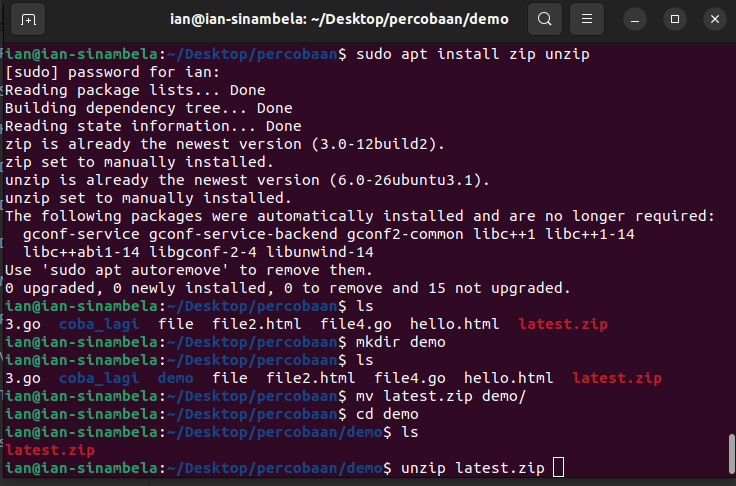 ian@ian-sinambela: ~/Desktop/percobaan/demo
ian@ian-sinambela:~/Desktop/percobaan$ sudo apt install zip unzip
[sudo] password for ian:
Reading package lists... Done
Building dependency tree... Done
Reading state information... Done
zip is already the newest version (3.0-12build2).
zip set to manually installed.
unzip is already the newest version (6.0-26ubuntu3.1).
unzip set to manually installed.
The following packages were automatically installed and are no longer required:
  gconf-service gconf-service-backend gconf2-common libc++1 libc++1-14
  libc++abi1-14 libgconf-2-4 libunwind-14
Use 'sudo apt autoremove' to remove them.
0 upgraded, 0 newly installed, 0 to remove and 15 not upgraded.
ian@ian-sinambela:~/Desktop/percobaan$ ls
3.go  coba_lagi  file  file2.html  file4.go  hello.html  latest.zip
ian@ian-sinambela:~/Desktop/percobaan$ mkdir demo
ian@ian-sinambela:~/Desktop/percobaan$ ls
3.go  coba_lagi  demo  file  file2.html  file4.go  hello.html  latest.zip
ian@ian-sinambela:~/Desktop/percobaan$ mv latest.zip demo/
ian@ian-sinambela:~/Desktop/percobaan$ cd demo
ian@ian-sinambela:~/Desktop/percobaan/demo$ ls
latest.zip
ian@ian-sinambela:~/Desktop/percobaan/demo$ unzip latest.zip